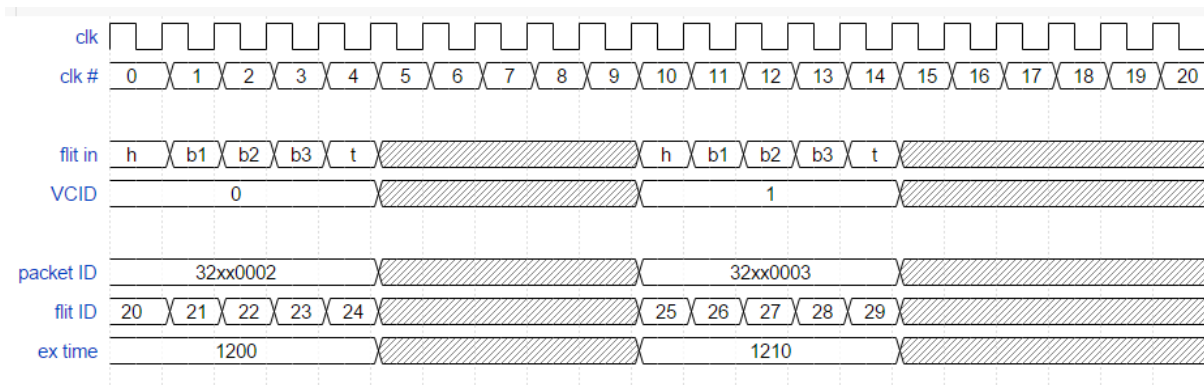 clk
clk # 0 1 2 3 4 5 6 7 8 9 10 11 12 13 14 15 16 17 18 19 20
flit in h b1 b2 b3 t h b1 b2 b3 t
VCID 0 1
packet ID 32xx0002 32xx0003
flit ID 20 21 22 23 24 25 26 27 28 29
ex time 1200 1210